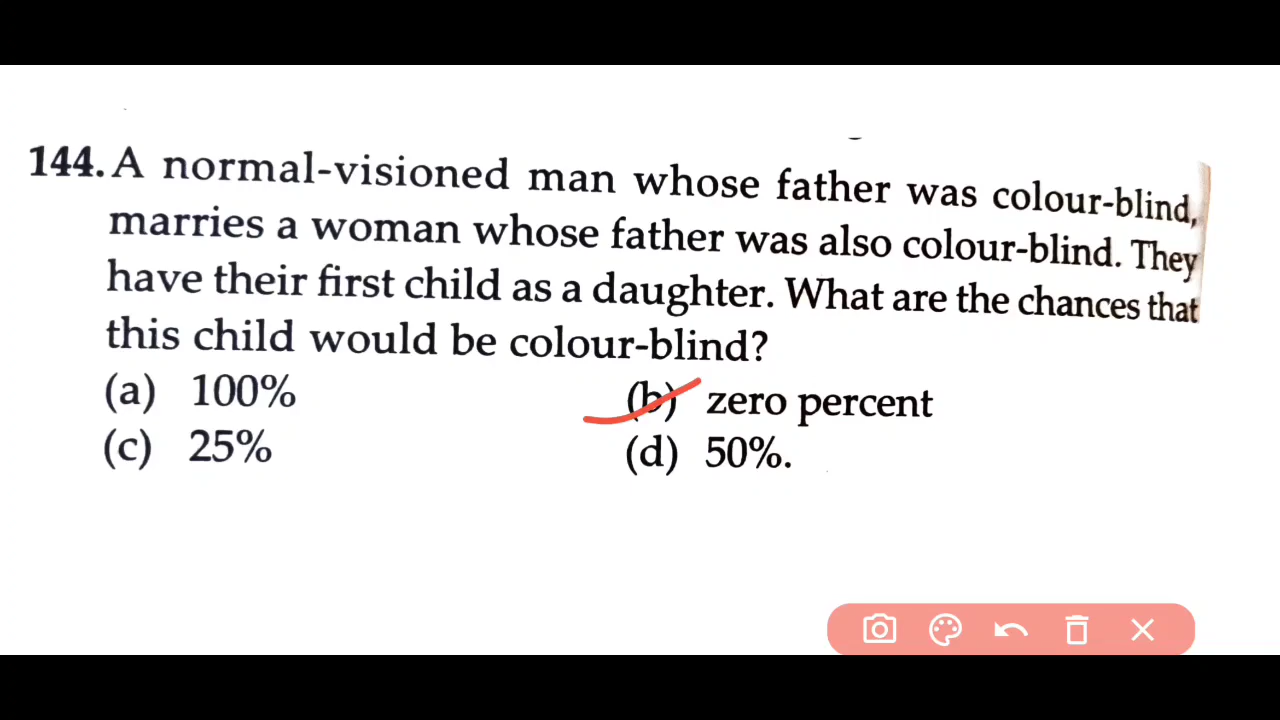 144. A normal-visioned man whose father was colour-blind,
marries a woman whose father was also colour-blind. They
have their first child as a daughter. What are the chances that
this child would be colour-blind?
(a) 100% (b) zero percent
(c) 25% (d) 50%.